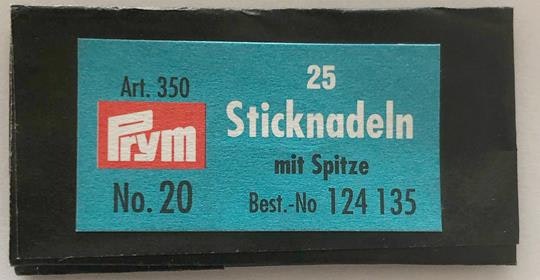 Art. 350
Prym
No. 20
25
Sticknadeln
mit Spitze
Best.-No 124 135